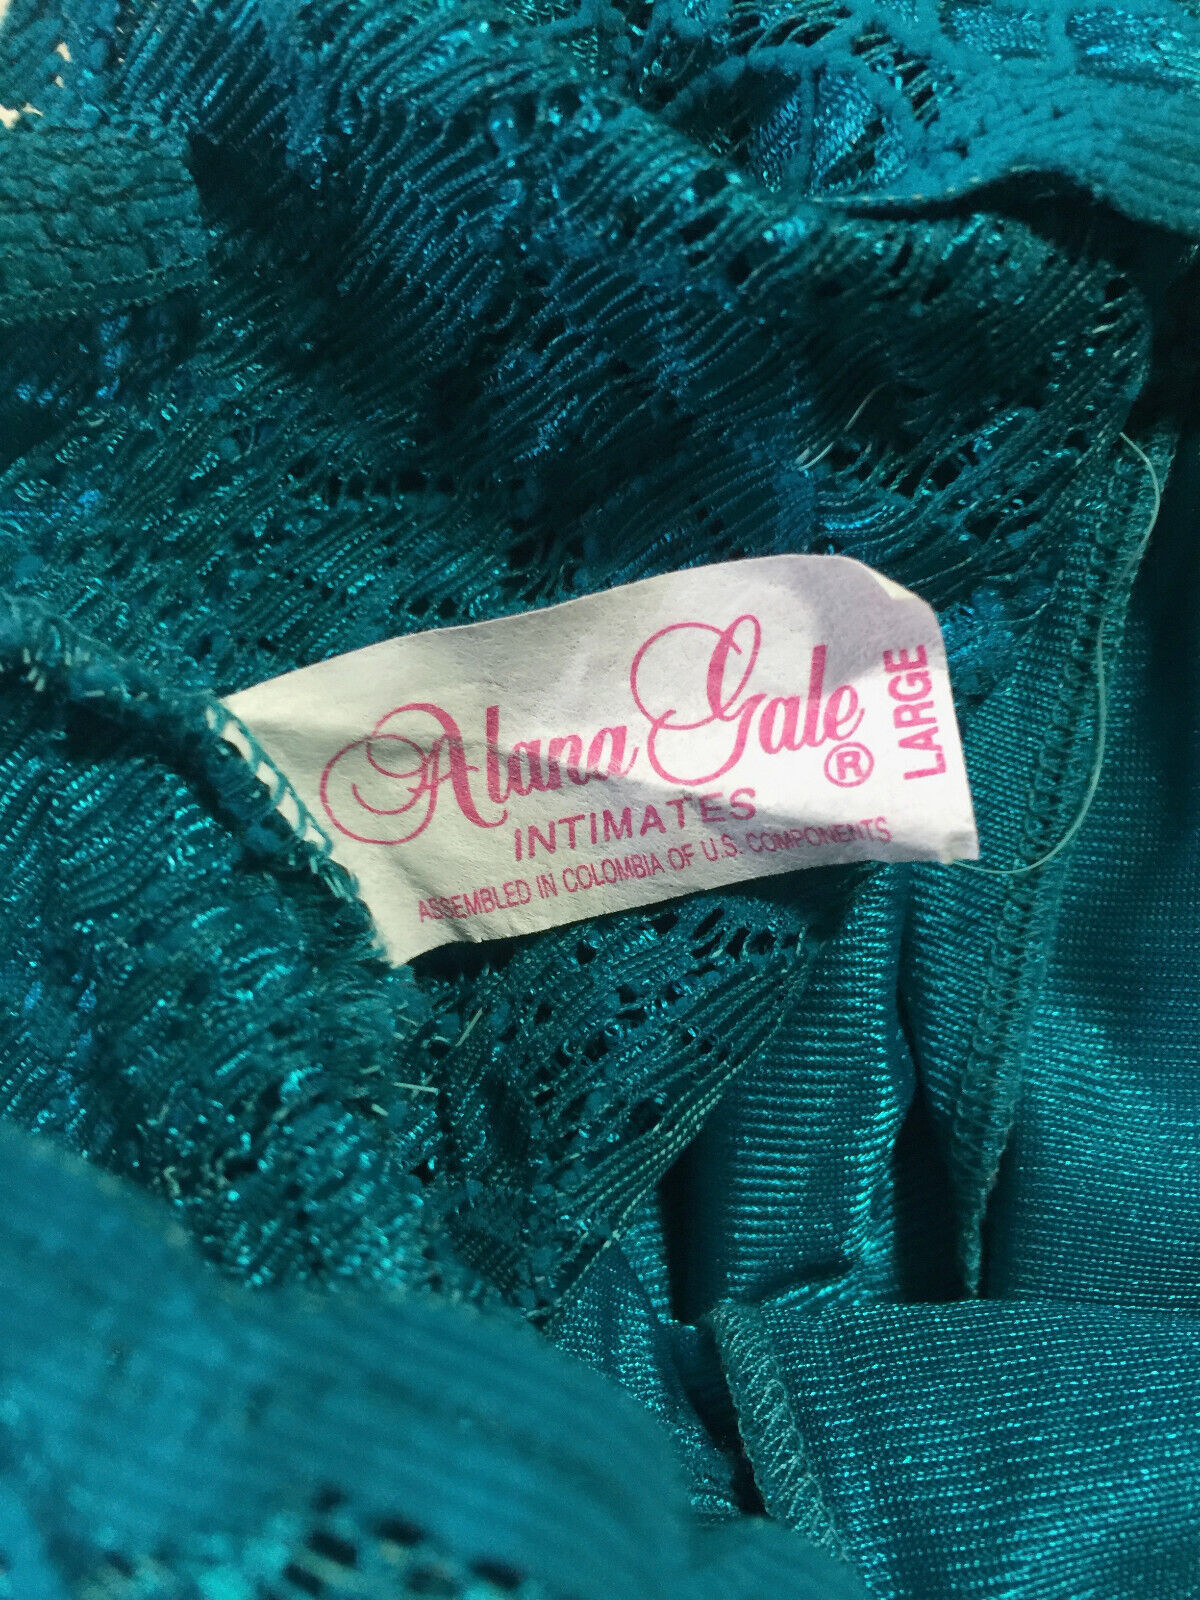 Alana Gale ®
INTIMATES
ASSEMBLED IN COLOMBIA OF U.S. COMPONENTS
LARGE